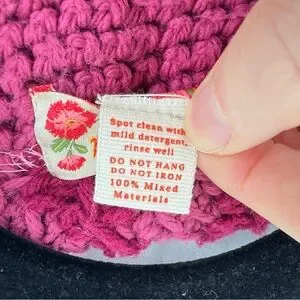 Spot clean with
mild detergent,
rinse well
DO NOT HANG
DO NOT IRON
100% Mixed
Materials